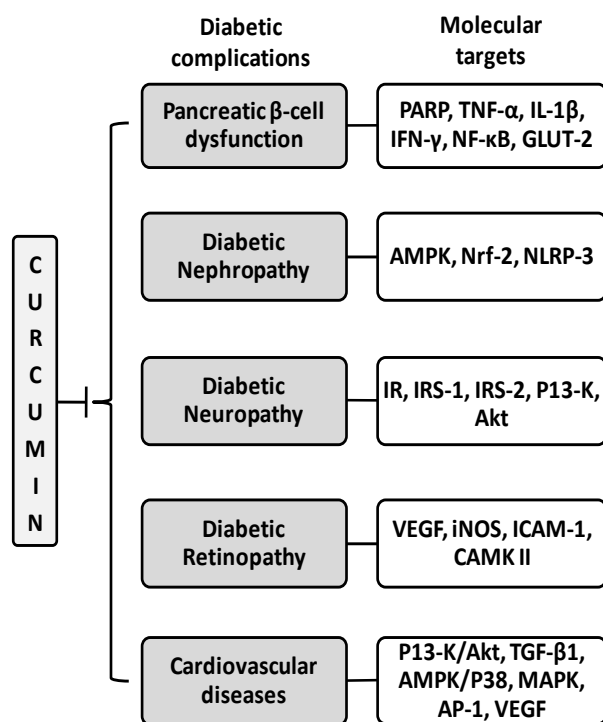 Diabetic
complications
Molecular
targets
CURCUMIN
Pancreatic β-cell
dysfunction
PARP, TNF-α, IL-1β,
IFN-γ, NF-κB, GLUT-2
Diabetic
Nephropathy
AMPK, Nrf-2, NLRP-3
Diabetic
Neuropathy
IR, IRS-1, IRS-2, P13-K,
Akt
Diabetic
Retinopathy
VEGF, iNOS, ICAM-1,
CAMK II
Cardiovascular
diseases
P13-K/Akt, TGF-β1,
AMPK/P38, MAPK,
AP-1, VEGF